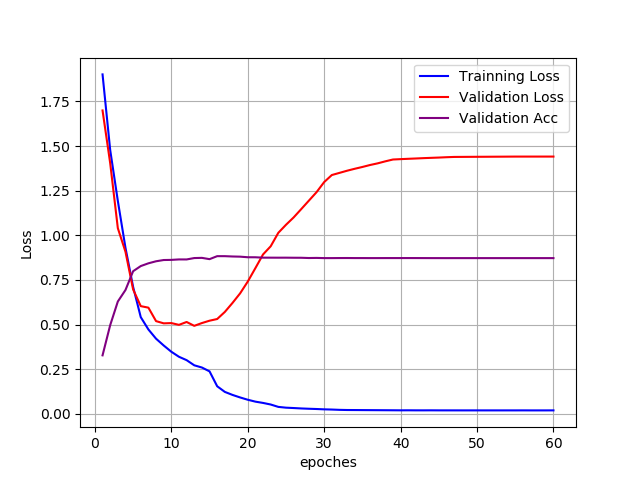 Trainning Loss
Validation Loss
Validation Acc
1.75
1.50
1.25
1.00
0.75
0.50
0.25
0.00
Loss
0 10 20 30 40 50 60
epoches